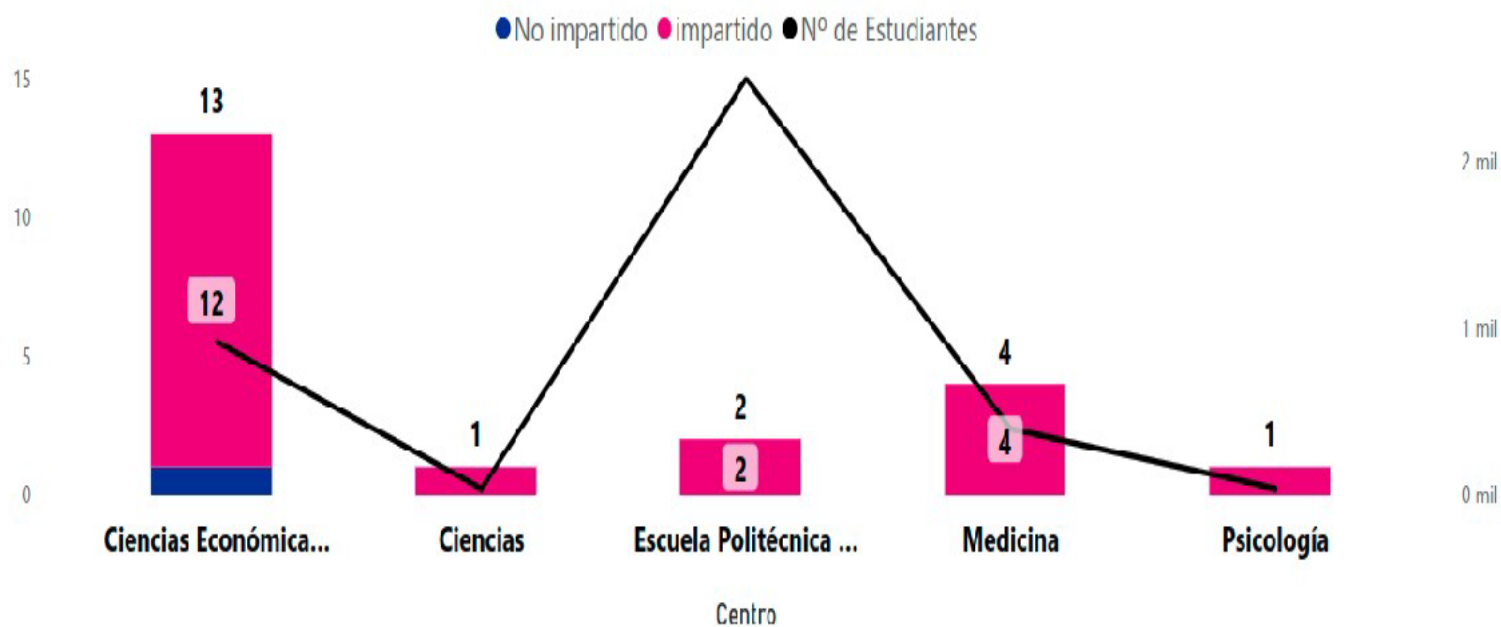 No impartido impartido Nº de Estudiantes
15
13
2 mil
10
12
5
4
1 mil
1
2
4
1
2
0
0 mil
Ciencias Económica... Ciencias Escuela Politécnica ... Medicina Psicología
Centro